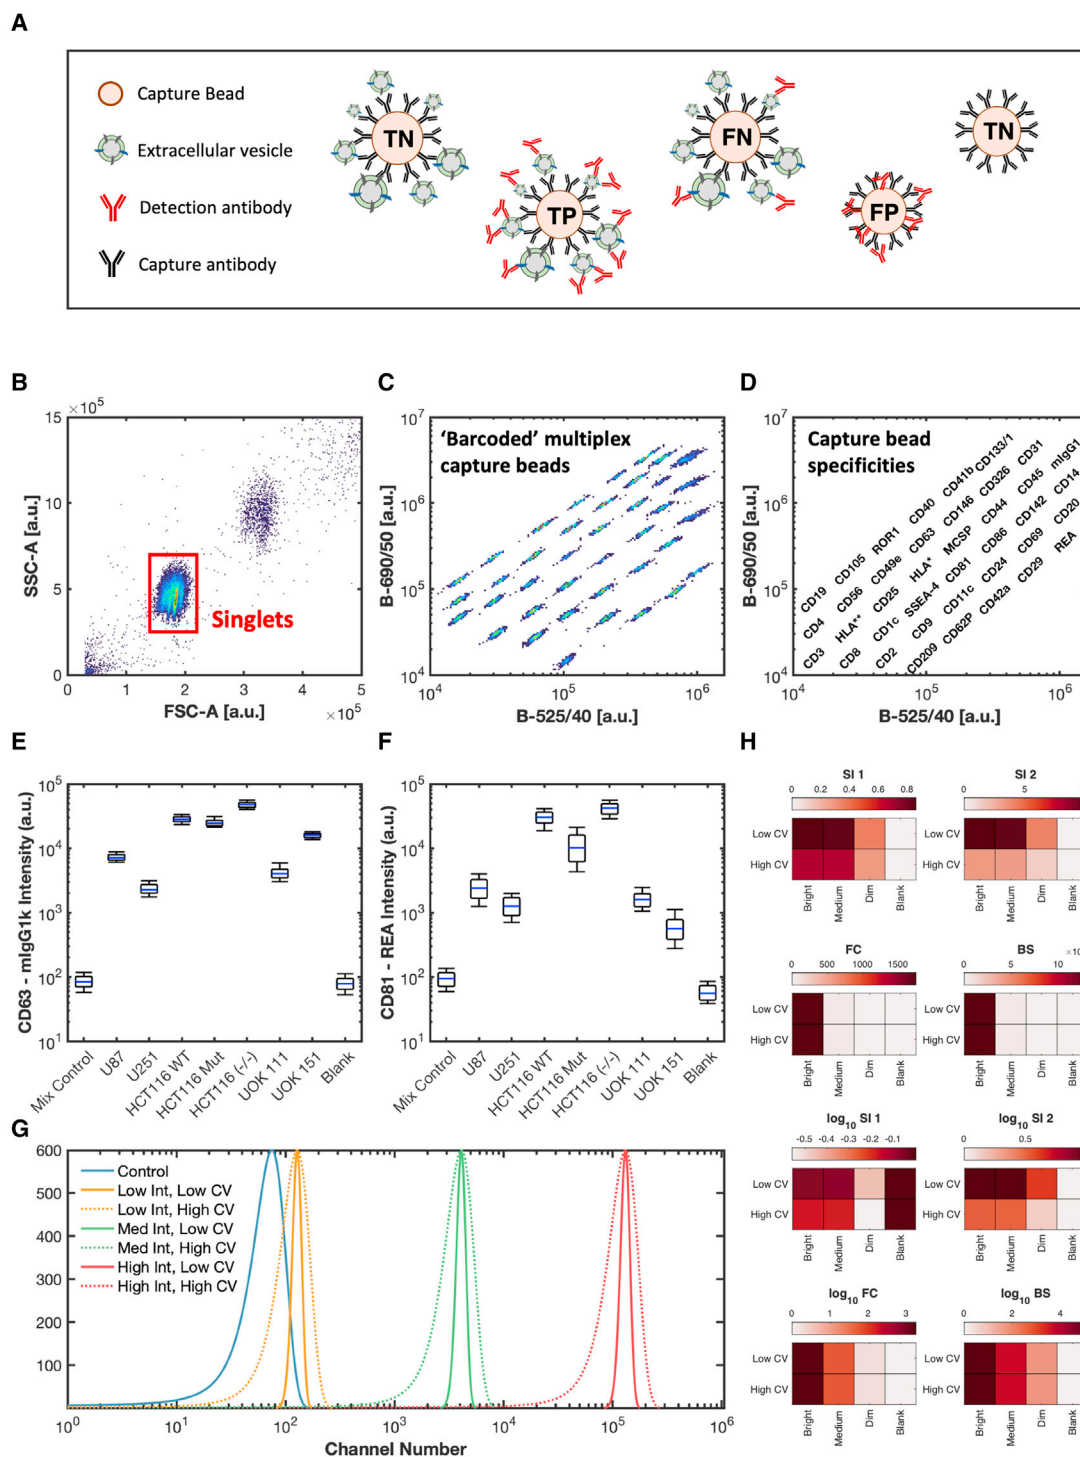 A
Capture Bead
Extracellular vesicle
Detection antibody
Capture antibody
TN
TP
FN
FP
TN
B
×10⁵
15
10
5
0
SSC-A [a.u.]
0 1 2 3 4 5
FSC-A [a.u.]
×10⁵
Singlets
C
'Barcoded' multiplex
capture beads
10⁷
10⁶
10⁵
10⁴
B-690/50 [a.u.]
10⁴ 10⁵ 10⁶
B-525/40 [a.u.]
D
Capture bead
specificities
10⁷
10⁶
10⁵
10⁴
CD19
CD105
ROR1
CD40
CD41b
CD133/1
CD4
CD56
CD49e
CD63
CD146
CD326
CD31
CD3
HLA**
CD25
HLA*
MCSP
CD44
CD45
mIgG1
CD8
CD1c
SSEA-4
CD81
CD86
CD142
CD14
CD2
CD9
CD11c
CD24
CD69
CD20
CD209
CD62P
CD42a
CD29
REA
10⁴ 10⁵ 10⁶
B-525/40 [a.u.]
E
10⁵
10⁴
10³
10²
10¹
CD63 - mIgG1k Intensity (a.u.)
Mix Control
U87
U251
HCT116 WT
HCT116 Mut
HCT116 (-/-)
UOK 111
UOK 151
Blank
F
10⁵
10⁴
10³
10²
10¹
CD81 - REA Intensity (a.u.)
Mix Control
U87
U251
HCT116 WT
HCT116 Mut
HCT116 (-/-)
UOK 111
UOK 151
Blank
G
600
500
400
300
200
100
Control
Low Int, Low CV
Low Int, High CV
Med Int, Low CV
Med Int, High CV
High Int, Low CV
High Int, High CV
10⁰ 10¹ 10² 10³ 10⁴ 10⁵ 10⁶
Channel Number
H
SI 1
0 0.2 0.4 0.6 0.8
Low CV
High CV
Bright Medium Dim Blank
SI 2
0 5
Low CV
High CV
Bright Medium Dim Blank
FC
0 500 1000 1500
Low CV
High CV
Bright Medium Dim Blank
BS
0 5 10
Low CV
High CV
Bright Medium Dim Blank
log₁₀ SI 1
-0.5 -0.4 -0.3 -0.2 -0.1
Low CV
High CV
Bright Medium Dim Blank
log₁₀ SI 2
0 0.5
Low CV
High CV
Bright Medium Dim Blank
log₁₀ FC
0 1 2 3
Low CV
High CV
Bright Medium Dim Blank
log₁₀ BS
0 2 4
Low CV
High CV
Bright Medium Dim Blank